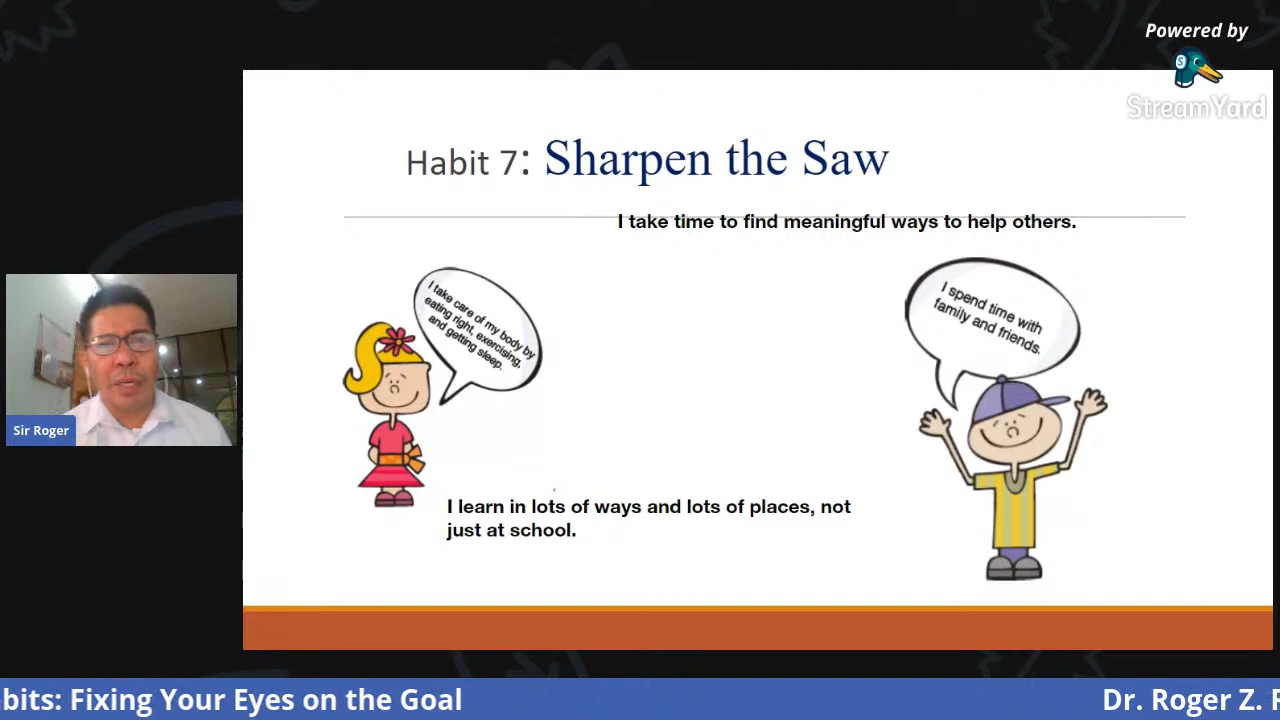 Powered by
StreamYard
Habit 7: Sharpen the Saw
I take time to find meaningful ways to help others.
I take care of my body by
eating right, exercising,
and getting sleep.
I spend time with
family and friends.
Sir Roger
I learn in lots of ways and lots of places, not
just at school.
bits: Fixing Your Eyes on the Goal
Dr. Roger Z.